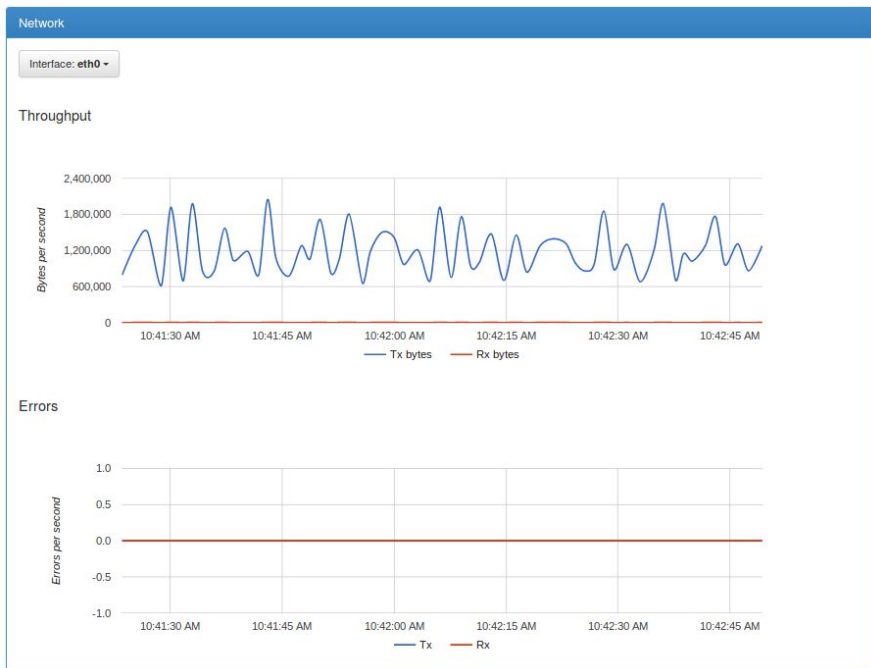 Network
Interface: eth0
Throughput
Bytes per second
2,400,000
1,800,000
1,200,000
600,000
0
10:41:30 AM 10:41:45 AM 10:42:00 AM 10:42:15 AM 10:42:30 AM 10:42:45 AM
Tx bytes Rx bytes
Errors
Errors per second
1.0
0.5
0.0
-0.5
-1.0
10:41:30 AM 10:41:45 AM 10:42:00 AM 10:42:15 AM 10:42:30 AM 10:42:45 AM
Tx Rx